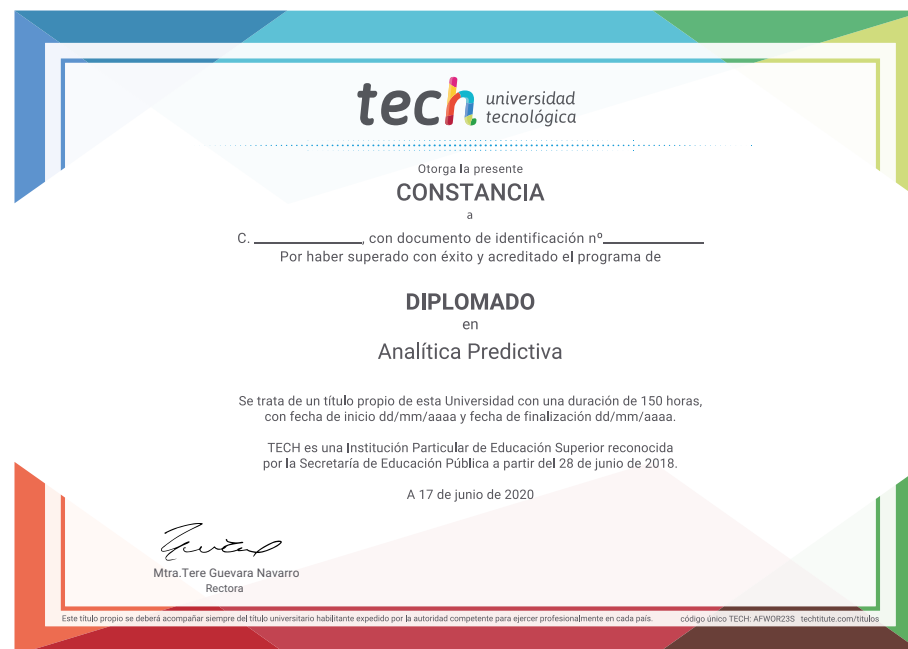 tech universidad
tecnológica
Otorga la presente
CONSTANCIA
a
C. ____________, con documento de identificación nº____________
Por haber superado con éxito y acreditado el programa de
DIPLOMADO
en
Analítica Predictiva
Se trata de un título propio de esta Universidad con una duración de 150 horas,
con fecha de inicio dd/mm/aaaa y fecha de finalización dd/mm/aaaa.
TECH es una Institución Particular de Educación Superior reconocida
por la Secretaría de Educación Pública a partir del 28 de junio de 2018.
A 17 de junio de 2020
Mtra.Tere Guevara Navarro
Rectora
Este título propio se deberá acompañar siempre del título universitario habilitante expedido por la autoridad competente para ejercer profesionalmente en cada país. código único TECH: AFWOR23S techtitute.com/titulos